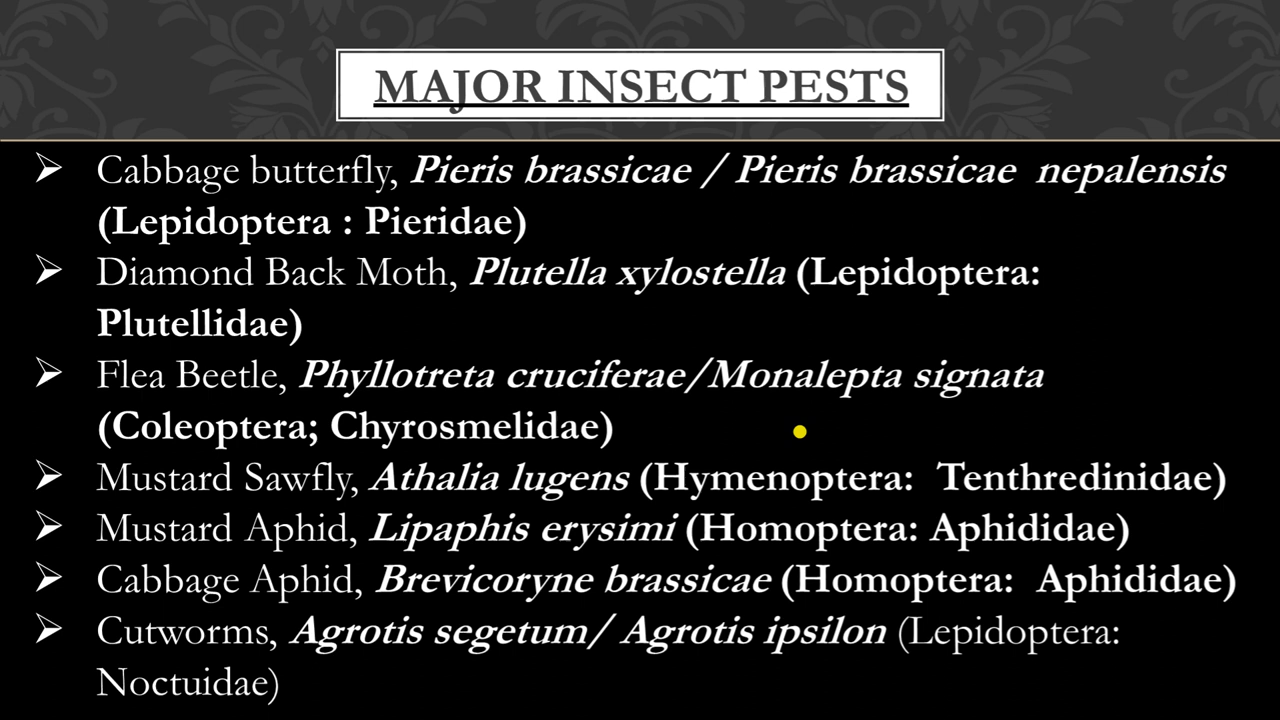 MAJOR INSECT PESTS
➢ Cabbage butterfly, Pieris brassicae / Pieris brassicae nepalensis
(Lepidoptera : Pieridae)
➢ Diamond Back Moth, Plutella xylostella (Lepidoptera:
Plutellidae)
➢ Flea Beetle, Phyllotreta cruciferae/Monalepta signata
(Coleoptera; Chyrosmelidae)
➢ Mustard Sawfly, Athalia lugens (Hymenoptera: Tenthredinidae)
➢ Mustard Aphid, Lipaphis erysimi (Homoptera: Aphididae)
➢ Cabbage Aphid, Brevicoryne brassicae (Homoptera: Aphididae)
➢ Cutworms, Agrotis segetum/ Agrotis ipsilon (Lepidoptera:
Noctuidae)